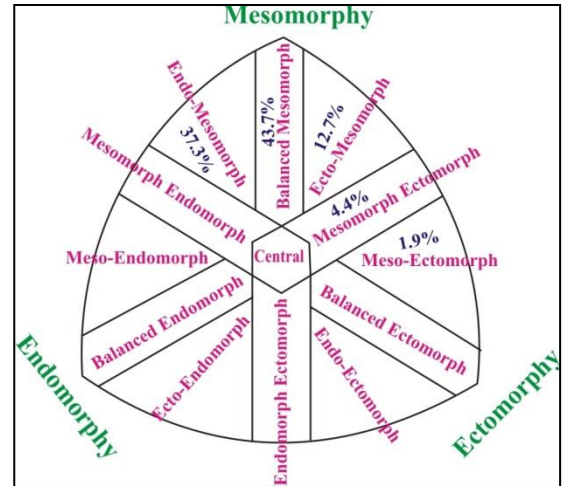 Mesomorphy
Endo-Mesomorph
37.3%
Balanced Mesomorph
43.7%
Ecto-Mesomorph
12.7%
Mesomorph Endomorph
Mesomorph Ectomorph
4.4%
Meso-Endomorph
Central
Meso-Ectomorph
1.9%
Balanced Endomorph
Balanced Ectomorph
Ecto-Endomorph
Endomorph Ectomorph
Endo-Ectomorph
Endomorphy
Ectomorphy